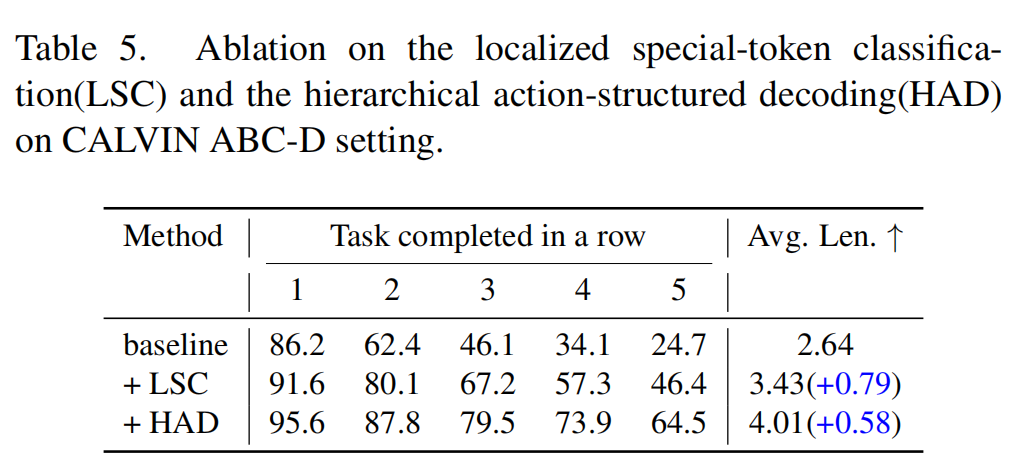 Table 5. Ablation on the localized special-token classifica-
tion(LSC) and the hierarchical action-structured decoding(HAD)
on CALVIN ABC-D setting.
Method Task completed in a row Avg. Len. ↑
1 2 3 4 5
baseline 86.2 62.4 46.1 34.1 24.7 2.64
+ LSC 91.6 80.1 67.2 57.3 46.4 3.43(+0.79)
+ HAD 95.6 87.8 79.5 73.9 64.5 4.01(+0.58)